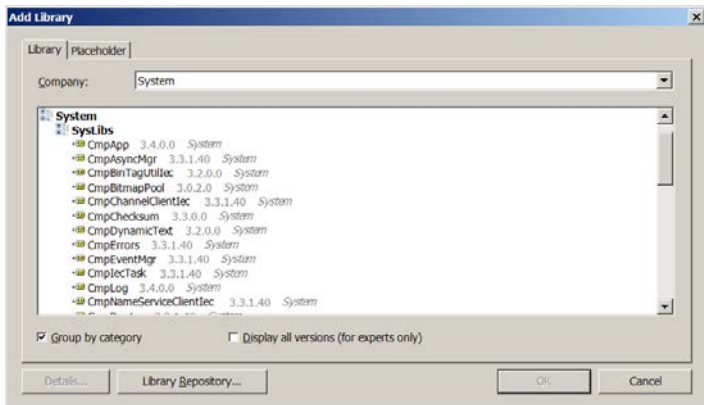 Add Library
Library Placeholder
Company: System
System
SysLibs
CmpApp 3.4.0.0 System
CmpAsyncMgr 3.3.1.40 System
CmpBinTagUtilIec 3.2.0.0 System
CmpBitmapPool 3.0.2.0 System
CmpChannelClientIec 3.3.1.40 System
CmpChecksum 3.3.0.0 System
CmpDynamicText 3.2.0.0 System
CmpErrors 3.3.1.40 System
CmpEventMgr 3.3.1.40 System
CmpIecTask 3.3.1.40 System
CmpLog 3.4.0.0 System
CmpNameServiceClientIec 3.3.1.40 System
Group by category Display all versions (for experts only)
Details... Library Repository... OK Cancel